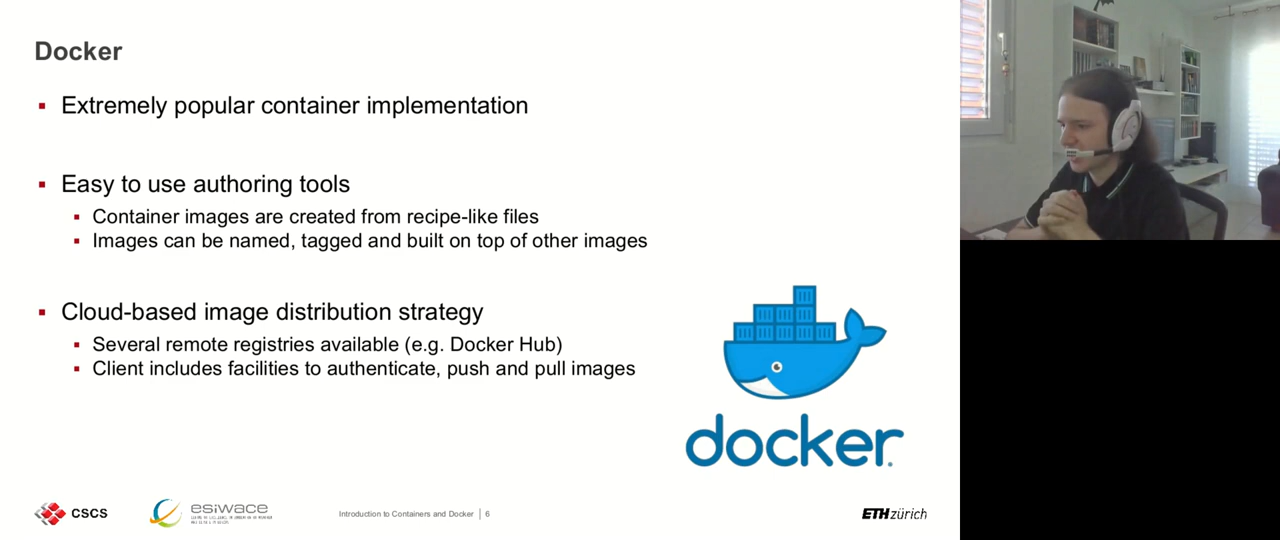 Docker
Extremely popular container implementation
Easy to use authoring tools
Container images are created from recipe-like files
Images can be named, tagged and built on top of other images
Cloud-based image distribution strategy
Several remote registries available (e.g. Docker Hub)
Client includes facilities to authenticate, push and pull images
docker
CSCS
esiwace
Introduction to Containers and Docker | 6
ETH zürich